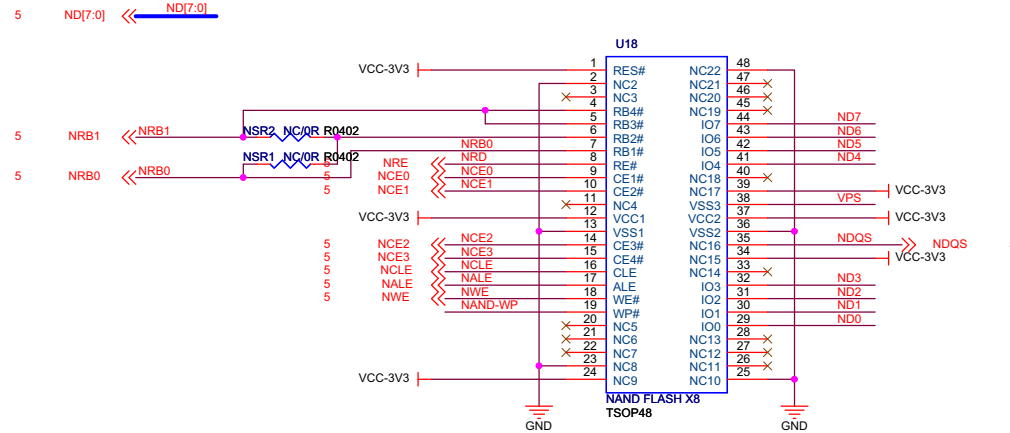 5 ND[7:0] ND[7:0]
U18
VCC-3V3 1 RES# NC22 48
2 NC2 NC21 47
3 NC3 NC20 46
4 RB4# NC19 45
5 RB3# IO7 44 ND7
5 NRB1 NRB1 NSR2 NC/0R R0402 6 RB2# IO6 43 ND6
NRB0 7 RB1# IO5 42 ND5
NSR1 NC/0R R0402
5 NRE NRD 8 RE# IO4 41 ND4
5 NRB0 NRB0
5 NCE0 NCE0 9 CE1# NC18 40
5 NCE1 NCE1 10 CE2# NC17 39 VCC-3V3
11 NC4 VSS3 38 VPS
VCC-3V3 12 VCC1 VCC2 37 VCC-3V3
13 VSS1 VSS2 36
5 NCE2 NCE2 14 CE3# NC16 35 NDQS NDQS
5 NCE3 NCE3 15 CE4# NC15 34 VCC-3V3
5 NCLE NCLE 16 CLE NC14 33
5 NALE NALE 17 ALE IO3 32 ND3
5 NWE NWE 18 WE# IO2 31 ND2
NAND-WP 19 WP# IO1 30 ND1
20 NC5 IO0 29 ND0
21 NC6 NC13 28
22 NC7 NC12 27
23 NC8 NC11 26
VCC-3V3 24 NC9 NC10 25
NAND FLASH X8
TSOP48
GND GND